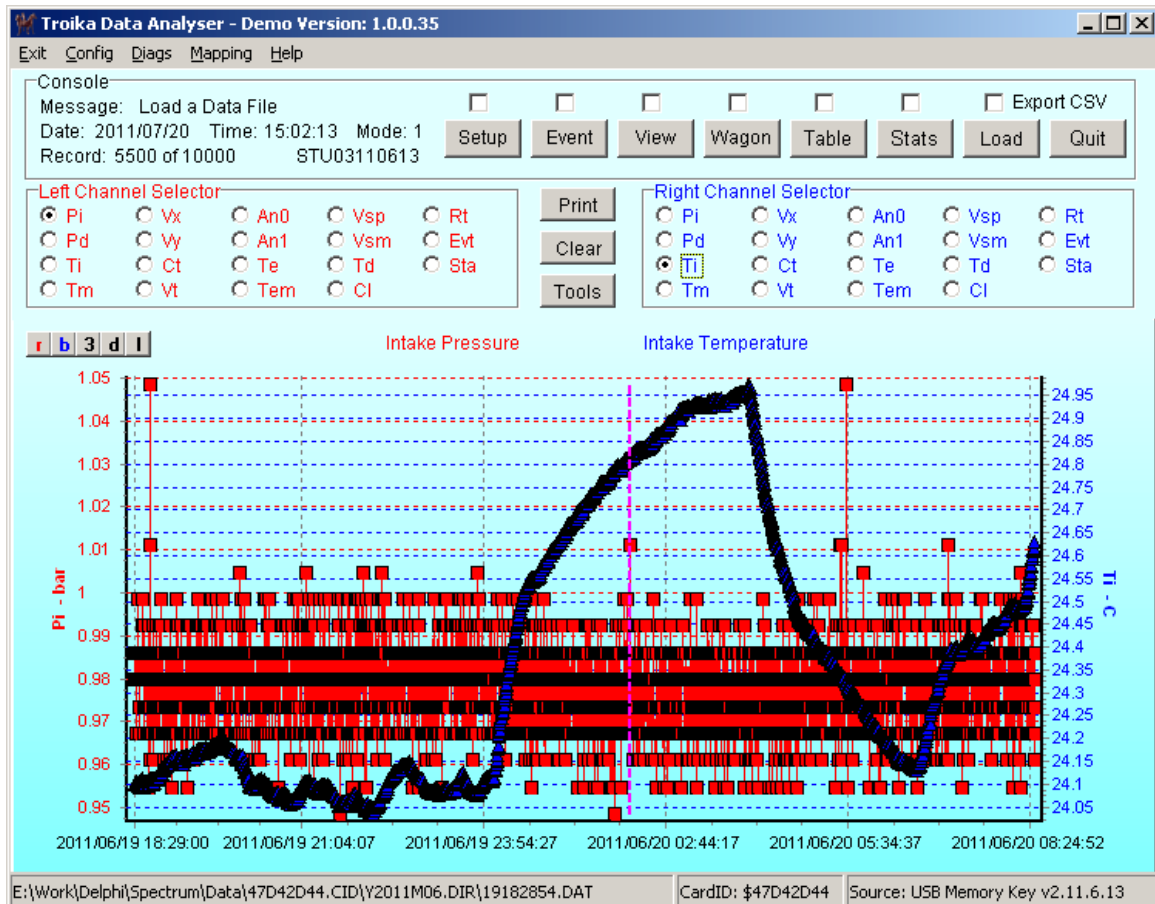 Troika Data Analyser - Demo Version: 1.0.0.35
Exit Config Diags Mapping Help
Console
Message: Load a Data File
Export CSV
Date: 2011/07/20 Time: 15:02:13 Mode: 1
Setup Event View Wagon Table Stats Load Quit
Record: 5500 of 10000 STU03110613
Left Channel Selector
Pi Vx An0 Vsp Rt
Pd Vy An1 Vsm Evt
Ti Ct Te Td Sta
Tm Vt Tem Cl
Print
Clear
Tools
Right Channel Selector
Pi Vx An0 Vsp Rt
Pd Vy An1 Vsm Evt
Ti Ct Te Td Sta
Tm Vt Tem Cl
r b 3 d l
Intake Pressure Intake Temperature
1.05
1.04
1.03
1.02
1.01
1
0.99
0.98
0.97
0.96
0.95
Pi - bar
24.95
24.9
24.85
24.8
24.75
24.7
24.65
24.6
24.55
24.5
24.45
24.4
24.35
24.3
24.25
24.2
24.15
24.1
24.05
Ti - C
2011/06/19 18:29:00 2011/06/19 21:04:07 2011/06/19 23:54:27 2011/06/20 02:44:17 2011/06/20 05:34:37 2011/06/20 08:24:52
E:\Work\Delphi\Spectrum\Data\47D42D44.CID\Y2011M06.DIR\19182854.DAT CardID: $47D42D44 Source: USB Memory Key v2.11.6.13